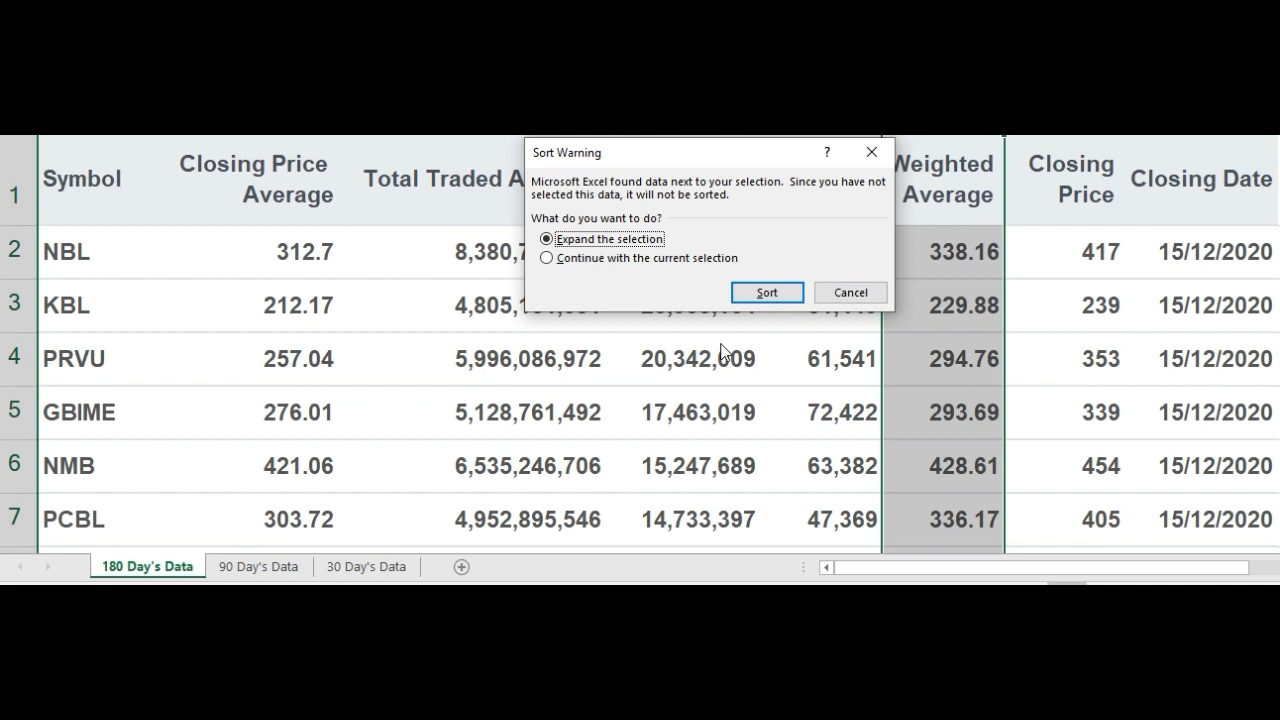 Sort Warning
?
Microsoft Excel found data next to your selection. Since you have not
selected this data, it will not be sorted.
What do you want to do?
Expand the selection
Continue with the current selection
Sort Cancel
1 Symbol Closing Price Average Total Traded Weighted Average Closing Price Closing Date
2 NBL 312.7 338.16 417 15/12/2020
3 KBL 212.17 229.88 239 15/12/2020
4 PRVU 257.04 5,996,086,972 20,342,609 61,541 294.76 353 15/12/2020
5 GBIME 276.01 5,128,761,492 17,463,019 72,422 293.69 339 15/12/2020
6 NMB 421.06 6,535,246,706 15,247,689 63,382 428.61 454 15/12/2020
7 PCBL 303.72 4,952,895,546 14,733,397 47,369 336.17 405 15/12/2020
180 Day's Data 90 Day's Data 30 Day's Data